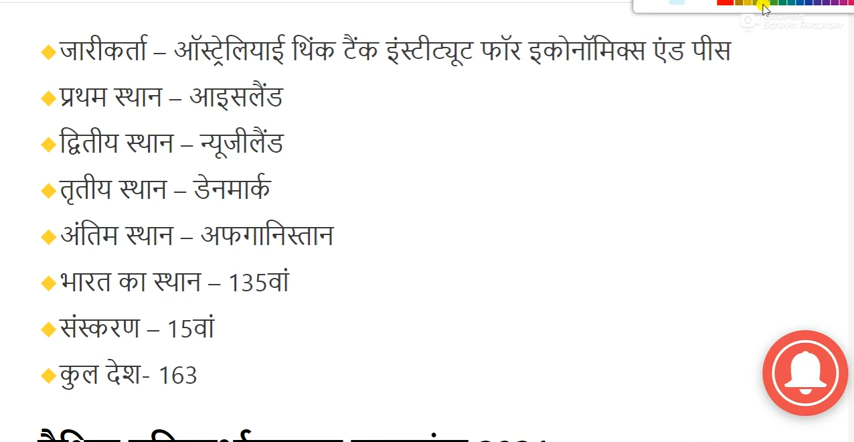 ◆जारीकर्ता – ऑस्ट्रेलियाई थिंक टैंक इंस्टीट्यूट फॉर इकोनॉमिक्स एंड पीस
◆प्रथम स्थान – आइसलैंड
◆द्वितीय स्थान – न्यूजीलैंड
◆तृतीय स्थान – डेनमार्क
◆अंतिम स्थान – अफगानिस्तान
◆भारत का स्थान – 135वां
◆संस्करण – 15वां
◆कुल देश- 163